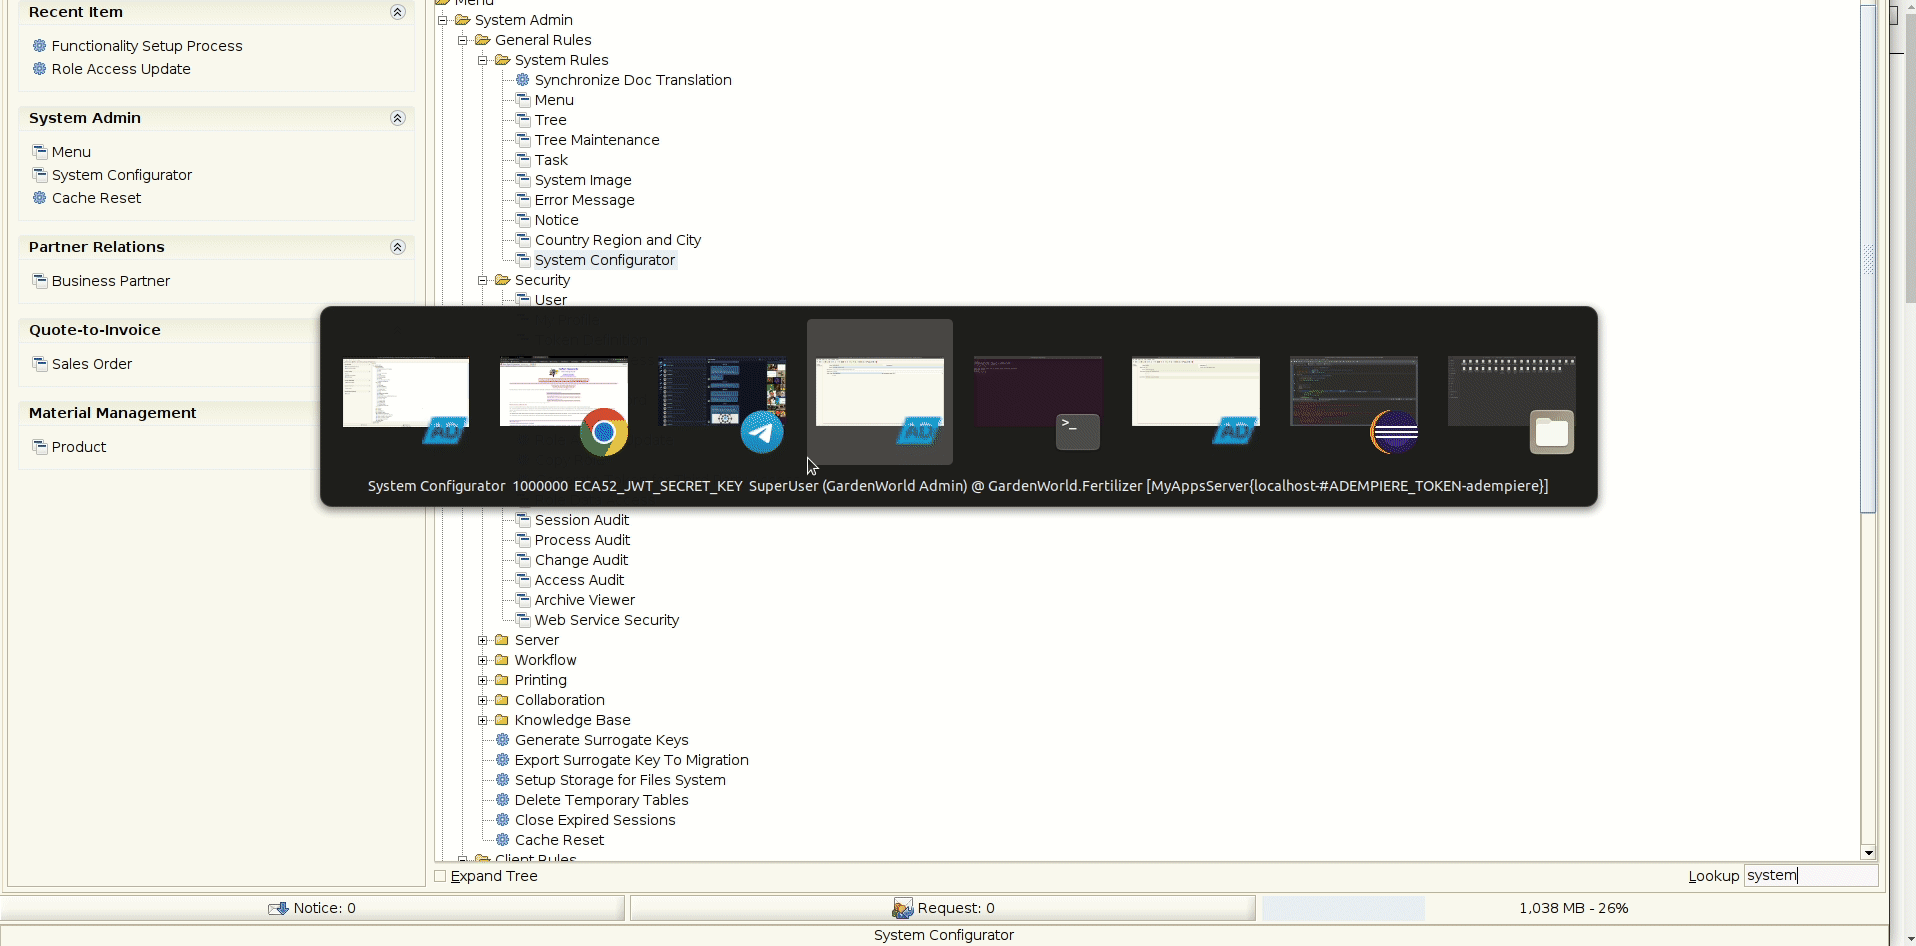 Recent Item
Functionality Setup Process
Role Access Update
System Admin
Menu
System Configurator
Cache Reset
Partner Relations
Business Partner
Quote-to-Invoice
Sales Order
Material Management
Product
Menu
System Admin
General Rules
System Rules
Synchronize Doc Translation
Menu
Tree
Tree Maintenance
Task
System Image
Error Message
Notice
Country Region and City
System Configurator
Security
User
AD
AD
>_
AD
System Configurator 1000000 ECA52_JWT_SECRET_KEY SuperUser (GardenWorld Admin) @ GardenWorld.Fertilizer [MyAppsServer{localhost-#ADEMPIERE_TOKEN-adempiere}]
Session Audit
Process Audit
Change Audit
Access Audit
Archive Viewer
Web Service Security
Server
Workflow
Printing
Collaboration
Knowledge Base
Generate Surrogate Keys
Export Surrogate Key To Migration
Setup Storage for Files System
Delete Temporary Tables
Close Expired Sessions
Cache Reset
Client Rules
Expand Tree
Lookup system
Notice: 0
Request: 0
1,038 MB - 26%
System Configurator